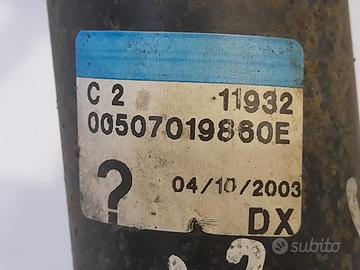 C 2 11932
00507019860E
? 04/10/2003
DX
subito